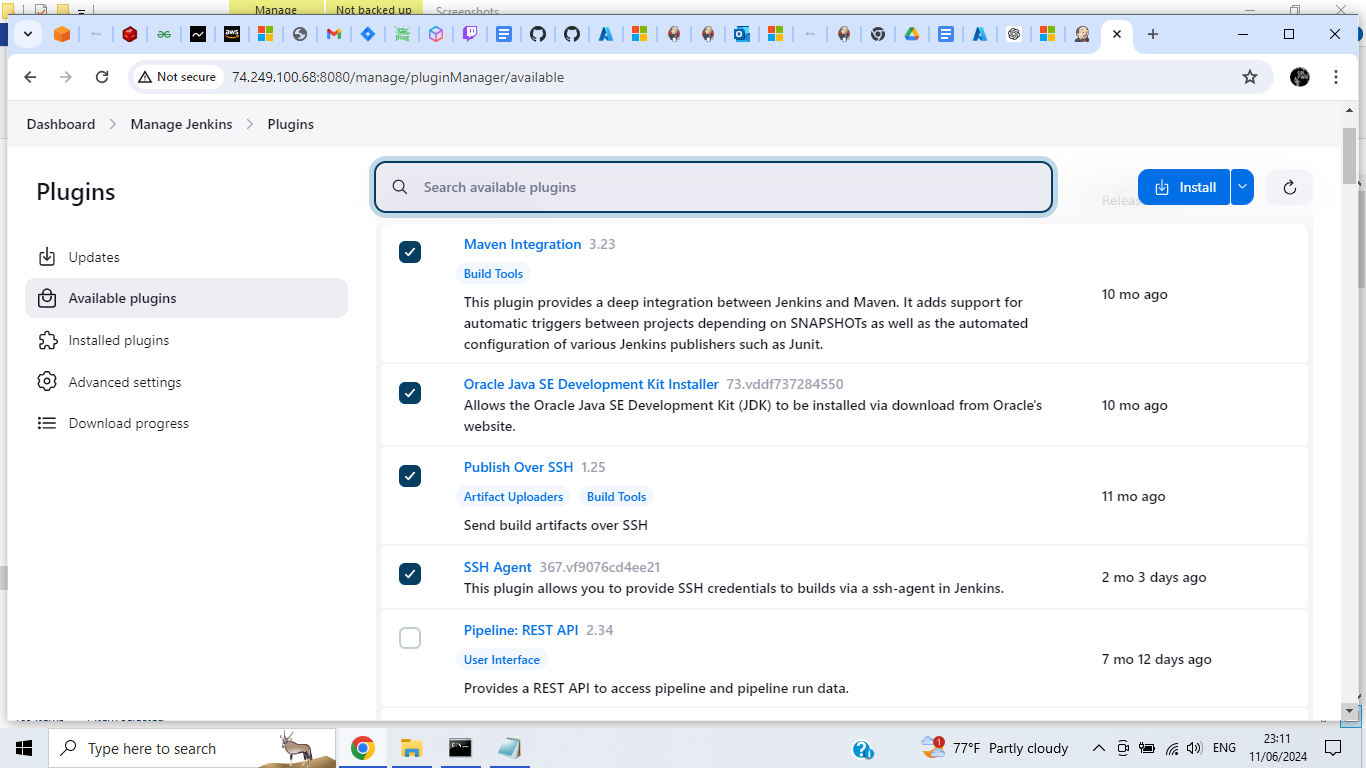 Manage
Not backed up
Screenshots
aws
Not secure
74.249.100.68:8080/manage/pluginManager/available
Dashboard
Manage Jenkins
Plugins
Plugins
Updates
Available plugins
Installed plugins
Advanced settings
Download progress
Search available plugins
Install
Maven Integration 3.23
Build Tools
This plugin provides a deep integration between Jenkins and Maven. It adds support for
automatic triggers between projects depending on SNAPSHOTs as well as the automated
configuration of various Jenkins publishers such as Junit.
10 mo ago
Oracle Java SE Development Kit Installer 73.vddf737284550
Allows the Oracle Java SE Development Kit (JDK) to be installed via download from Oracle's
website.
10 mo ago
Publish Over SSH 1.25
Artifact Uploaders Build Tools
Send build artifacts over SSH
11 mo ago
SSH Agent 367.vf9076cd4ee21
This plugin allows you to provide SSH credentials to builds via a ssh-agent in Jenkins.
2 mo 3 days ago
Pipeline: REST API 2.34
User Interface
Provides a REST API to access pipeline and pipeline run data.
7 mo 12 days ago
Type here to search
1
77°F Partly cloudy
ENG
23:11
11/06/2024